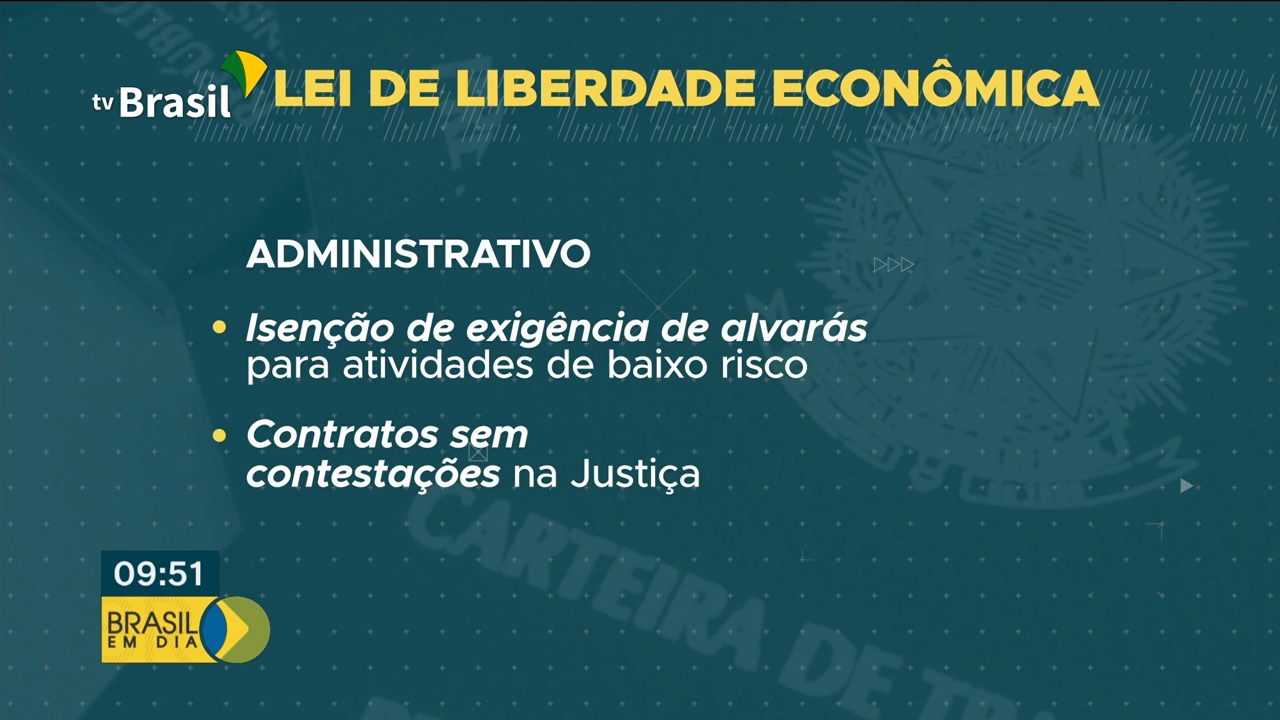 tv Brasil
LEI DE LIBERDADE ECONÔMICA
ADMINISTRATIVO
• Isenção de exigência de alvarás
para atividades de baixo risco
• Contratos sem
contestações na Justiça
CARTEIRA DE
09:51
BRASIL
EM DIA